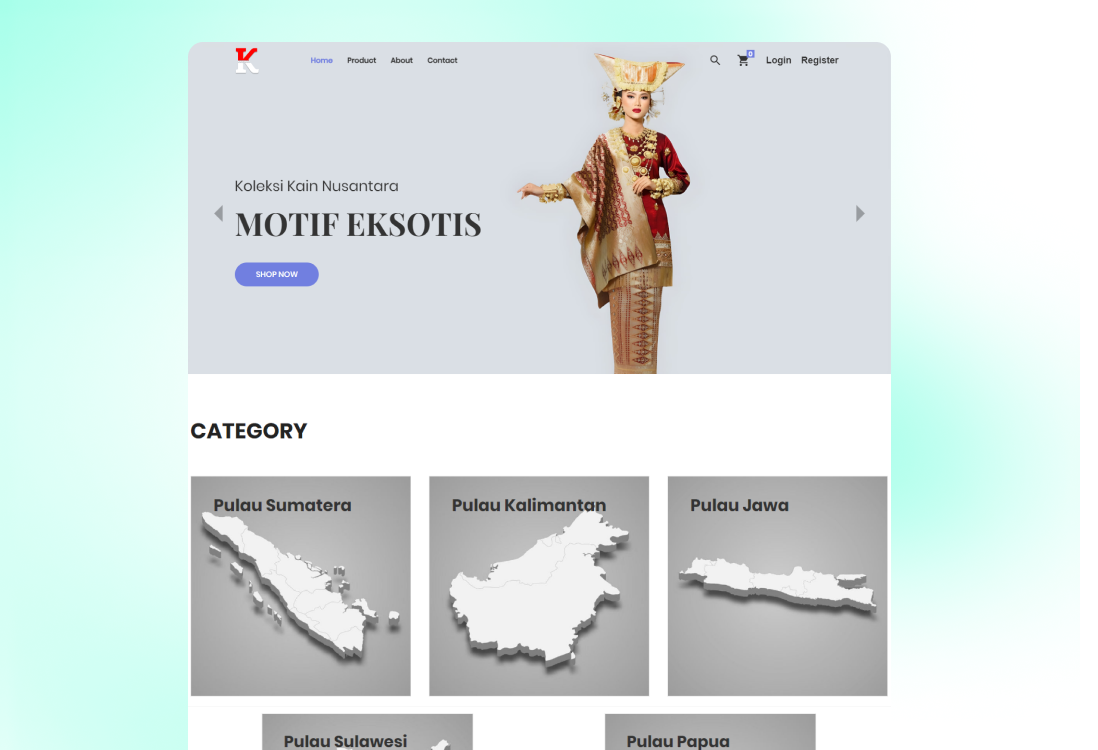 K
Home Product About Contact
0
Login Register
Koleksi Kain Nusantara
MOTIF EKSOTIS
SHOP NOW
CATEGORY
Pulau Sumatera
Pulau Kalimantan
Pulau Jawa
Pulau Sulawesi
Pulau Papua